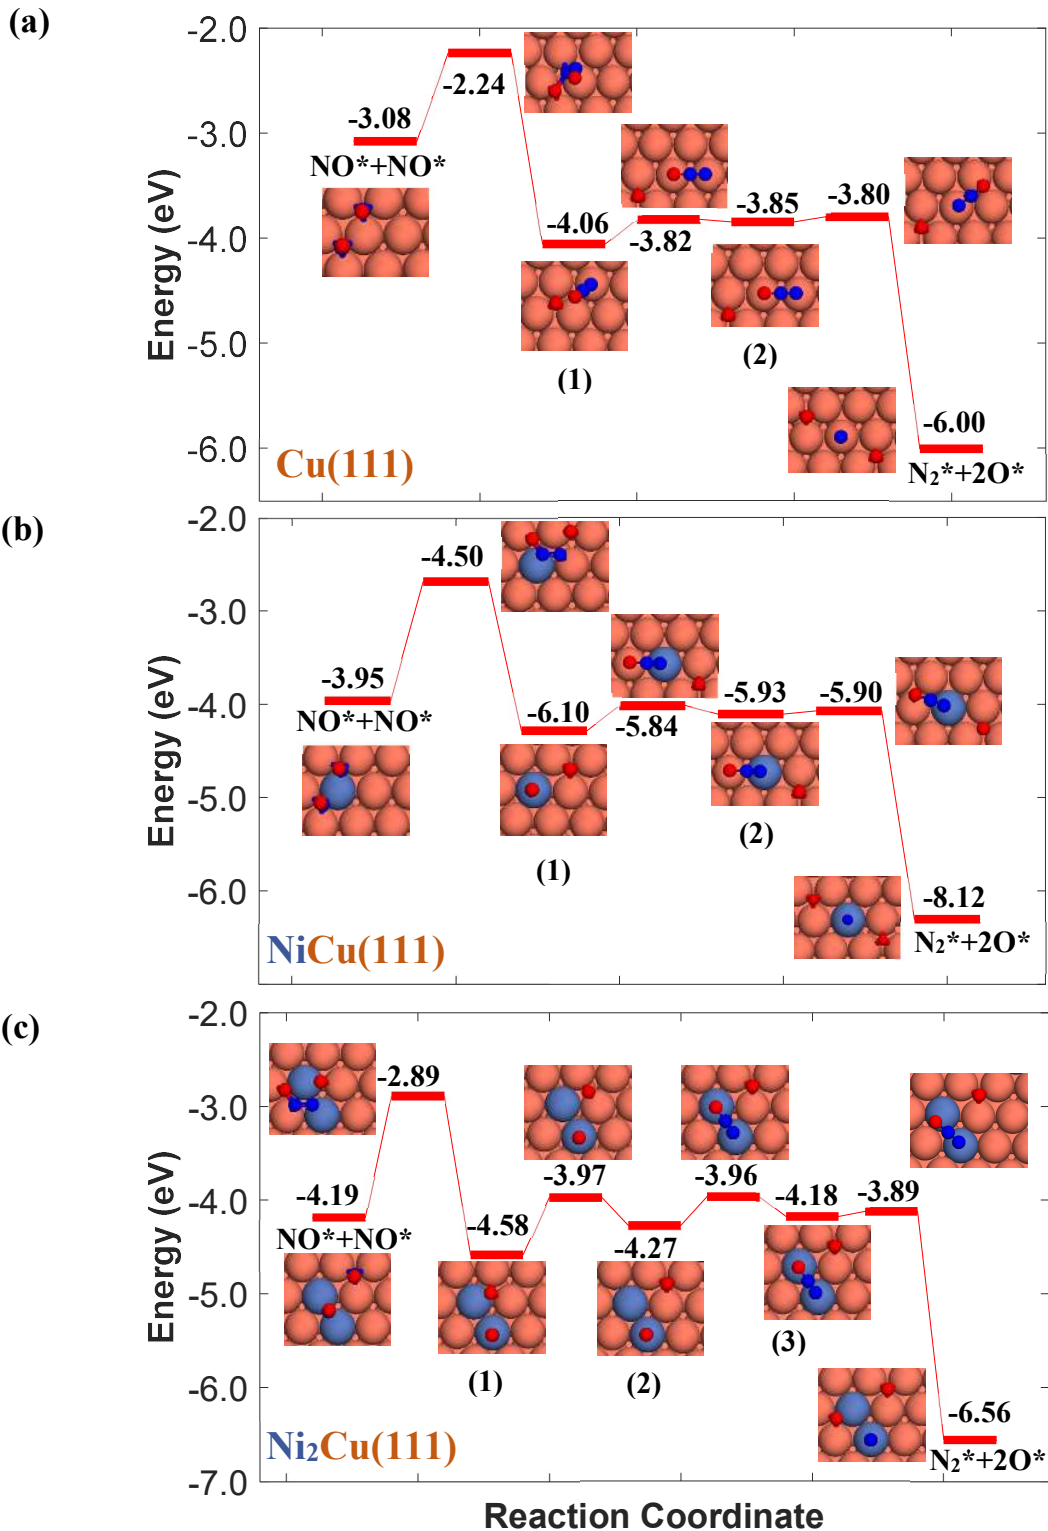 (a)
-2.0
-3.0
-4.0
-5.0
-6.0
Energy (eV)
-3.08
NO*+NO*
-2.24
-4.06
(1)
-3.82
-3.85
(2)
-3.80
-6.00
N₂*+2O*
Cu(111)
(b)
-2.0
-3.0
-4.0
-5.0
-6.0
Energy (eV)
-3.95
NO*+NO*
-4.50
-6.10
(1)
-5.84
-5.93
(2)
-5.90
-8.12
N₂*+2O*
NiCu(111)
(c)
-2.0
-3.0
-4.0
-5.0
-6.0
-7.0
Energy (eV)
-4.19
NO*+NO*
-2.89
-4.58
(1)
-3.97
-4.27
(2)
-3.96
-4.18
(3)
-3.89
-6.56
N₂*+2O*
Ni₂Cu(111)
Reaction Coordinate